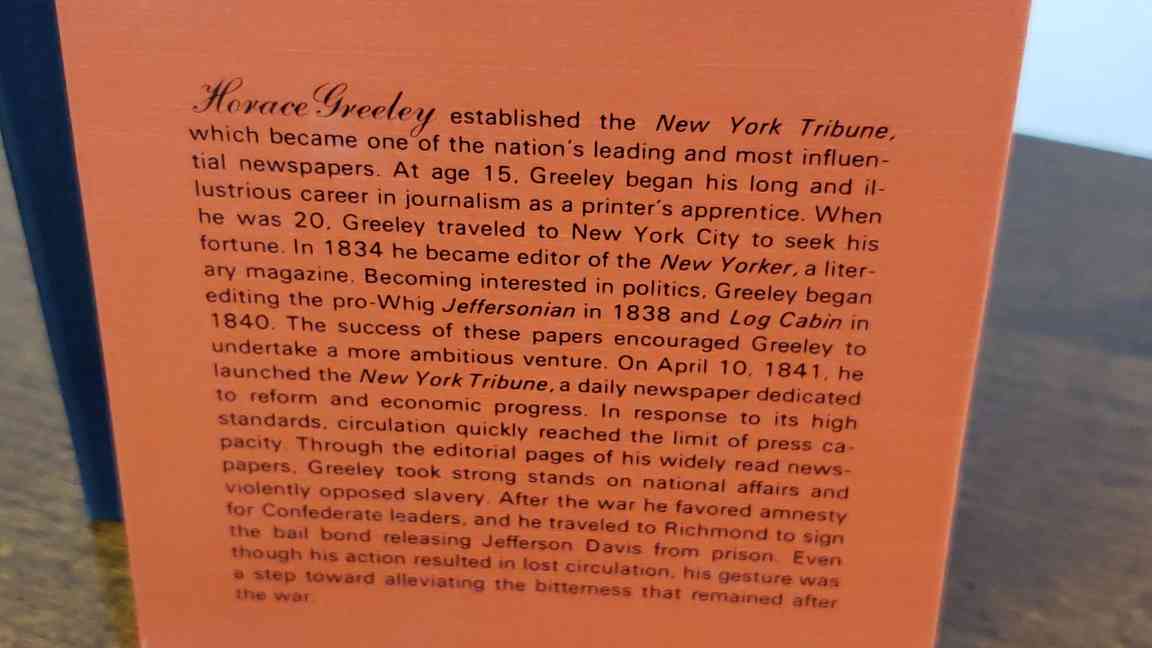 Horace Greeley established the New York Tribune,
which became one of the nation's leading and most influen-
tial newspapers. At age 15, Greeley began his long and il-
lustrious career in journalism as a printer's apprentice. When
he was 20, Greeley traveled to New York City to seek his
fortune. In 1834 he became editor of the New Yorker, a liter-
ary magazine. Becoming interested in politics, Greeley began
editing the pro-Whig Jeffersonian in 1838 and Log Cabin in
1840. The success of these papers encouraged Greeley to
undertake a more ambitious venture. On April 10, 1841, he
launched the New York Tribune, a daily newspaper dedicated
to reform and economic progress. In response to its high
standards, circulation quickly reached the limit of press ca-
pacity. Through the editorial pages of his widely read news-
papers, Greeley took strong stands on national affairs and
violently opposed slavery. After the war he favored amnesty
for Confederate leaders, and he traveled to Richmond to sign
the bail bond releasing Jefferson Davis from prison. Even
though his action resulted in lost circulation, his gesture was
a step toward alleviating the bitterness that remained after
the war.